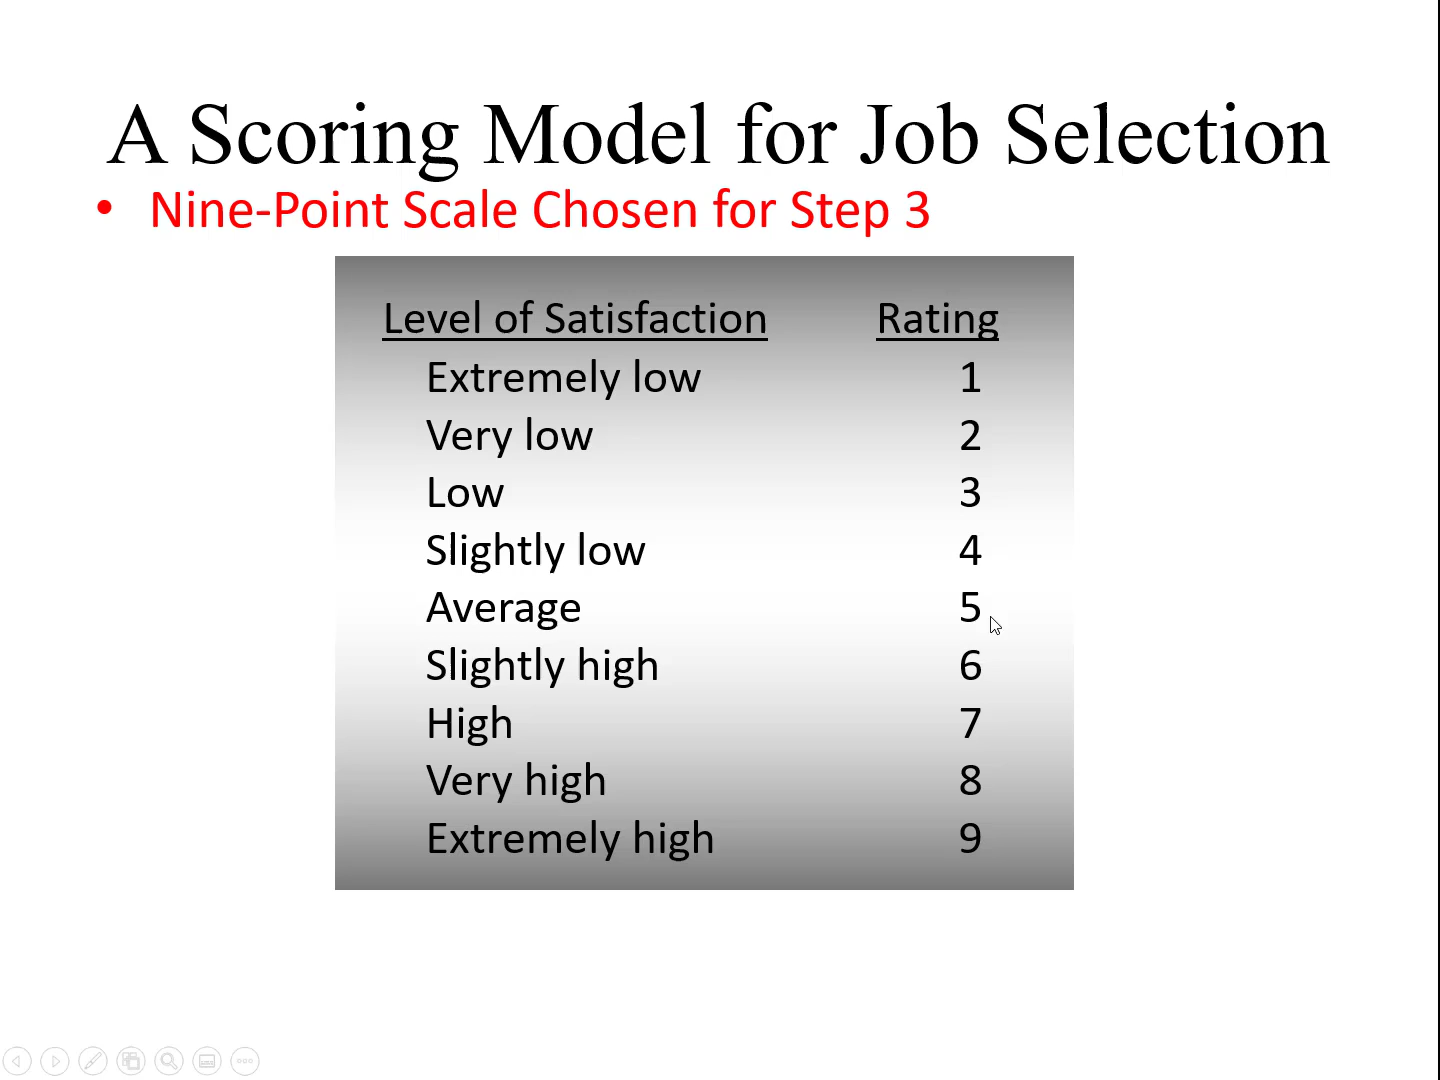 A Scoring Model for Job Selection
• Nine-Point Scale Chosen for Step 3
Level of Satisfaction Rating
Extremely low 1
Very low 2
Low 3
Slightly low 4
Average 5
Slightly high 6
High 7
Very high 8
Extremely high 9